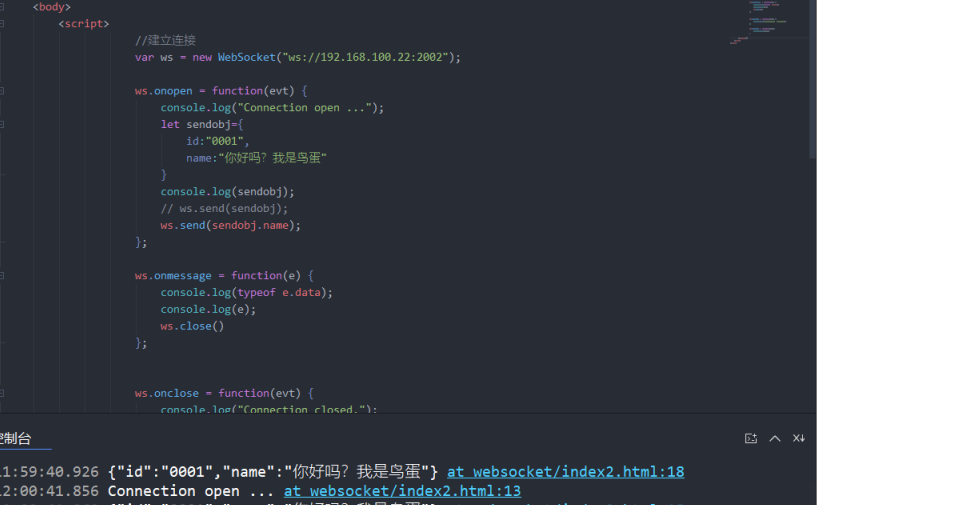 <body>
<script>
//建立连接
var ws = new WebSocket("ws://192.168.100.22:2002");
ws.onopen = function(evt) {
console.log("Connection open ...");
let sendobj={
id:"0001",
name:"你好吗？我是鸟蛋"
}
console.log(sendobj);
// ws.send(sendobj);
ws.send(sendobj.name);
};
ws.onmessage = function(e) {
console.log(typeof e.data);
console.log(e);
ws.close()
};
ws.onclose = function(evt) {
console.log("Connection closed.");
控制台
11:59:40.926 {"id":"0001","name":"你好吗？我是鸟蛋"} at websocket/index2.html:18
12:00:41.856 Connection open ... at websocket/index2.html:13